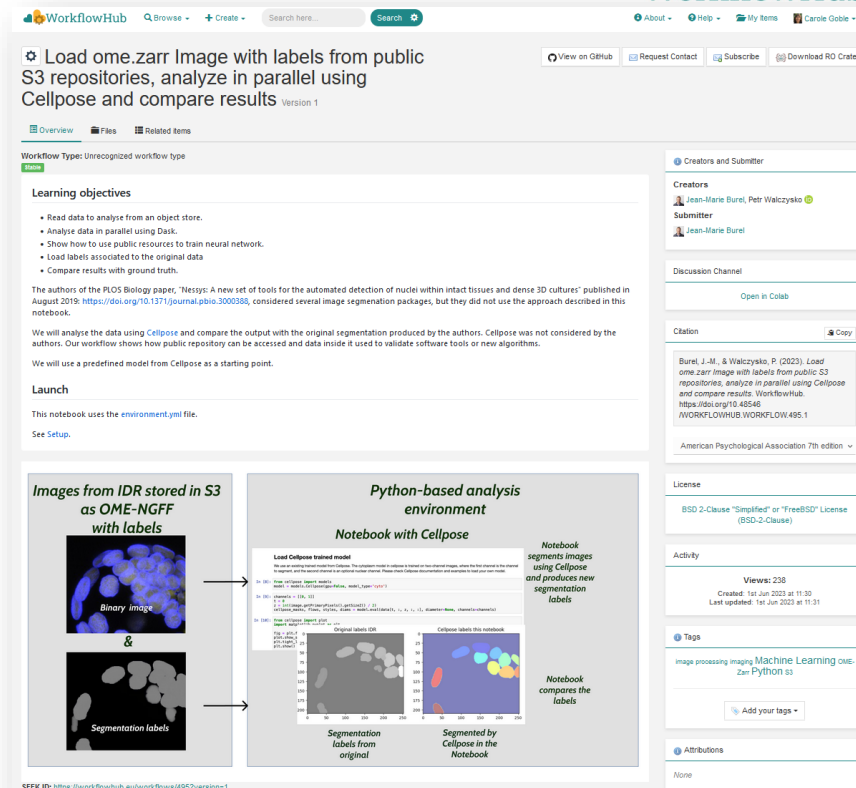 WorkflowHub
Browse
Create
Search here...
Search
About
Help
My Items
Carole Goble
Load ome.zarr Image with labels from public
S3 repositories, analyze in parallel using
Cellpose and compare results Version 1
View on GitHub
Request Contact
Subscribe
Download RO Crate
Overview
Files
Related items
Workflow Type: Unrecognized workflow type
Stable
Learning objectives
• Read data to analyse from an object store.
• Analyse data in parallel using Dask.
• Show how to use public resources to train neural network.
• Load labels associated to the original data
• Compare results with ground truth.
The authors of the PLOS Biology paper, "Nessys: A new set of tools for the automated detection of nuclei within intact tissues and dense 3D cultures" published in
August 2019: https://doi.org/10.1371/journal.pbio.3000388, considered several image segmenation packages, but they did not use the approach described in this
notebook.
We will analyse the data using Cellpose and compare the output with the original segmentation produced by the authors. Cellpose was not considered by the
authors. Our workflow shows how public repository can be accessed and data inside it used to validate software tools or new algorithms.
We will use a predefined model from Cellpose as a starting point.
Launch
This notebook uses the environment.yml file.
See Setup.
Images from IDR stored in S3
as OME-NGFF
with labels
Binary image
&
Segmentation labels
Python-based analysis
environment
Notebook with Cellpose
Load Cellpose trained model
from cellpose import models
from cellpose import plot
Original labels IDR
Cellpose labels this notebook
Notebook
segments images
using Cellpose
and produces new
segmentation
labels
Notebook
compares the
labels
Segmentation
labels from
original
Segmented by
Cellpose in the
Notebook
SEEK ID: https://workflowhub.eu/workflows/495?version=1
Creators and Submitter
Creators
Jean-Marie Burel, Petr Walczysko
Submitter
Jean-Marie Burel
Discussion Channel
Open in Colab
Citation
Copy
Burel, J.-M., & Walczysko, P. (2023). Load
ome.zarr Image with labels from public S3
repositories, analyze in parallel using Cellpose
and compare results. WorkflowHub.
https://doi.org/10.48546
/WORKFLOWHUB.WORKFLOW.495.1
American Psychological Association 7th edition
License
BSD 2-Clause "Simplified" or "FreeBSD" License
(BSD-2-Clause)
Activity
Views: 238
Created: 1st Jun 2023 at 11:30
Last updated: 1st Jun 2023 at 11:31
Tags
image processing imaging Machine Learning OME-
Zarr Python S3
Add your tags
Attributions
None